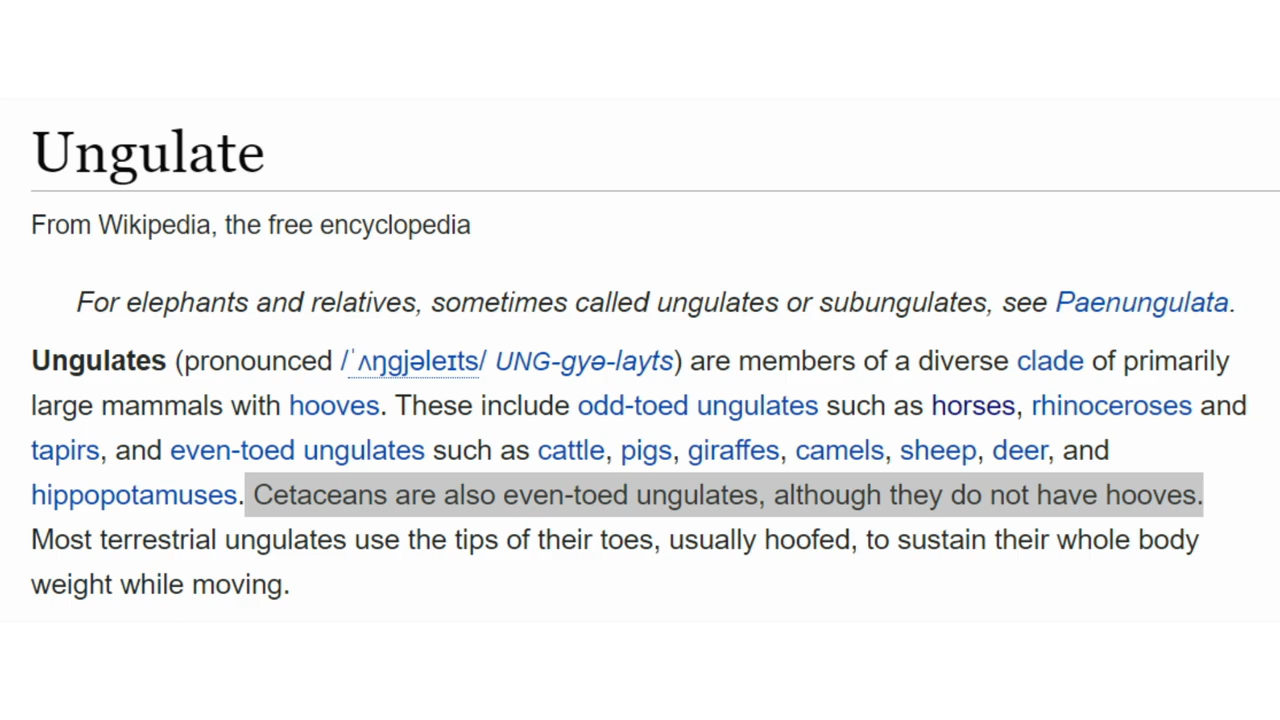 Ungulate
From Wikipedia, the free encyclopedia
For elephants and relatives, sometimes called ungulates or subungulates, see Paenungulata.
Ungulates (pronounced /ˈʌŋɡjəleɪts/ UNG-gyə-layts) are members of a diverse clade of primarily
large mammals with hooves. These include odd-toed ungulates such as horses, rhinoceroses and
tapirs, and even-toed ungulates such as cattle, pigs, giraffes, camels, sheep, deer, and
hippopotamuses. Cetaceans are also even-toed ungulates, although they do not have hooves.
Most terrestrial ungulates use the tips of their toes, usually hoofed, to sustain their whole body
weight while moving.